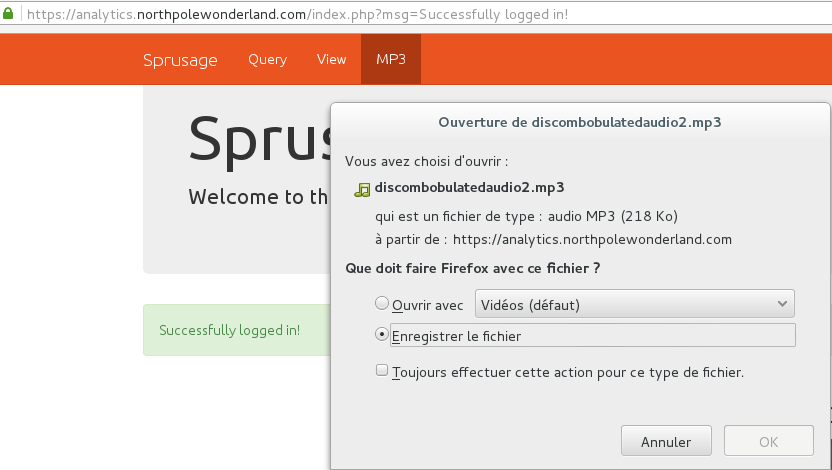 https://analytics.northpolewonderland.com/index.php?msg=Successfully logged in!
Sprusage Query View MP3
Sprus
Welcome to th
Successfully logged in!
Ouverture de discombobulatedaudio2.mp3
Vous avez choisi d'ouvrir :
discombobulatedaudio2.mp3
qui est un fichier de type : audio MP3 (218 Ko)
à partir de : https://analytics.northpolewonderland.com
Que doit faire Firefox avec ce fichier ?
Ouvrir avec Vidéos (défaut)
Enregistrer le fichier
Toujours effectuer cette action pour ce type de fichier.
Annuler OK